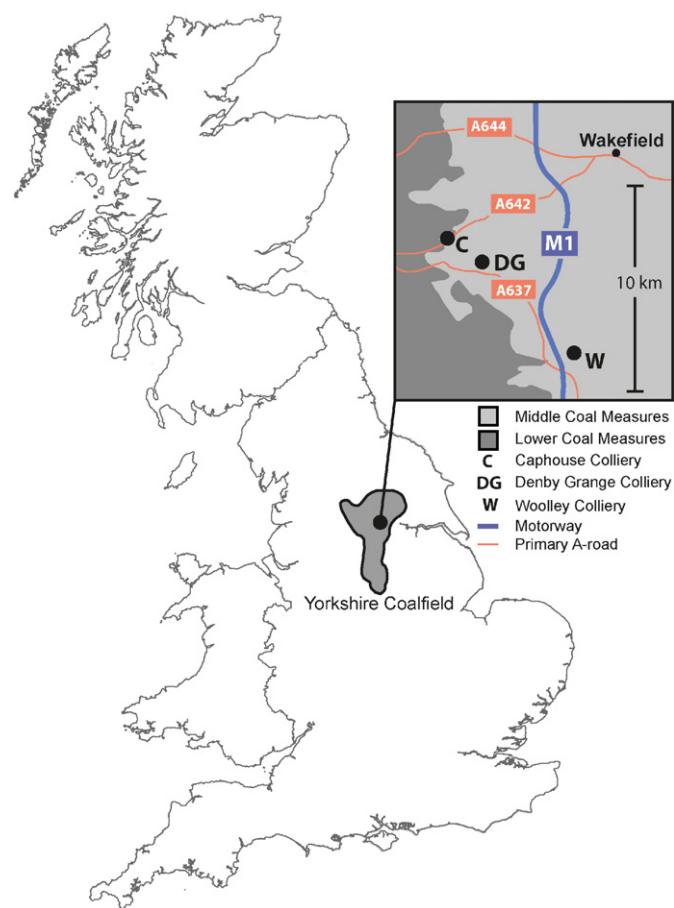 A644
Wakefield
A642
C
M1
DG
A637
10 km
W
Middle Coal Measures
Lower Coal Measures
C Caphouse Colliery
DG Denby Grange Colliery
W Woolley Colliery
Motorway
Primary A-road
Yorkshire Coalfield